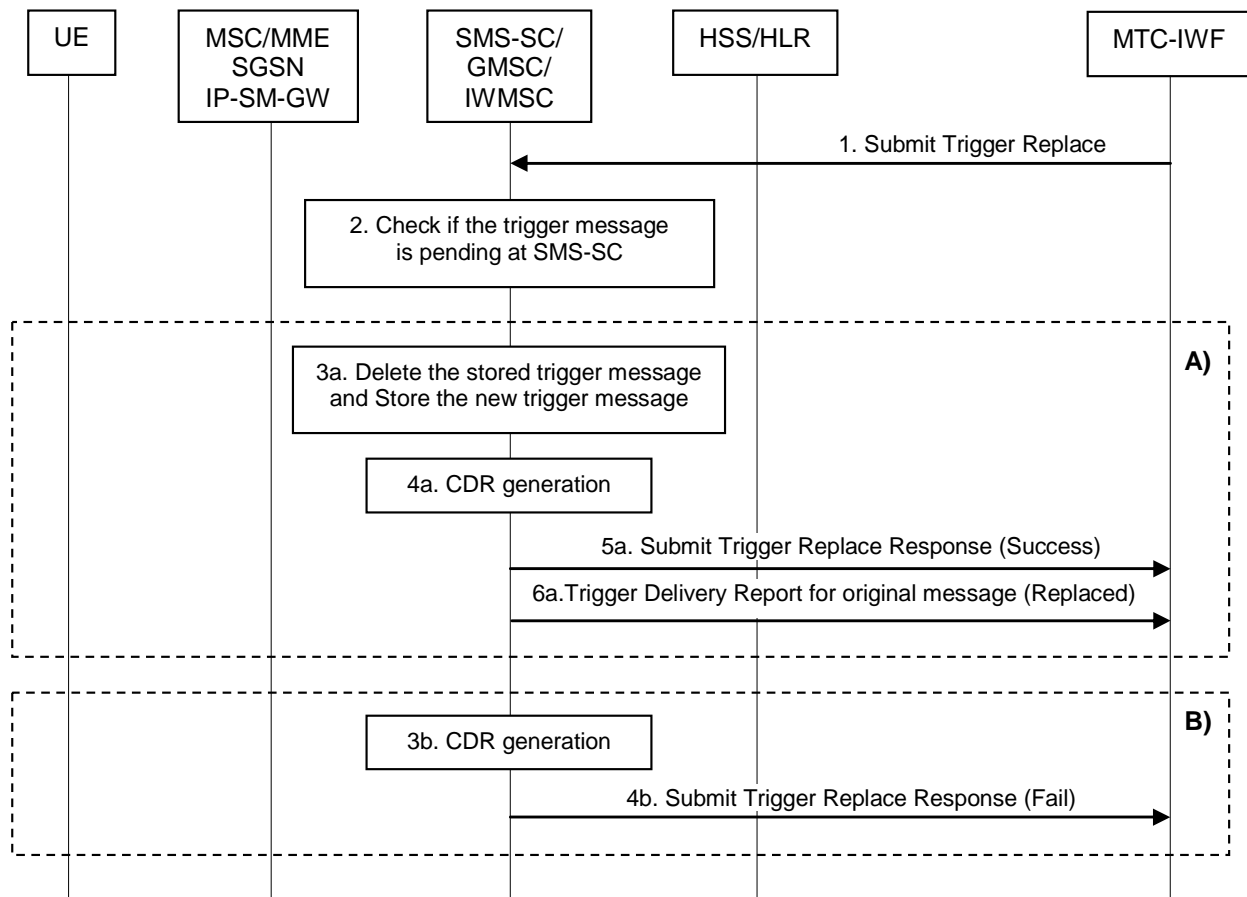 UE
MSC/MME
SGSN
IP-SM-GW
SMS-SC/
GMSC/
IWMSC
HSS/HLR
MTC-IWF
1. Submit Trigger Replace
2. Check if the trigger message
is pending at SMS-SC
A)
3a. Delete the stored trigger message
and Store the new trigger message
4a. CDR generation
5a. Submit Trigger Replace Response (Success)
6a.Trigger Delivery Report for original message (Replaced)
B)
3b. CDR generation
4b. Submit Trigger Replace Response (Fail)